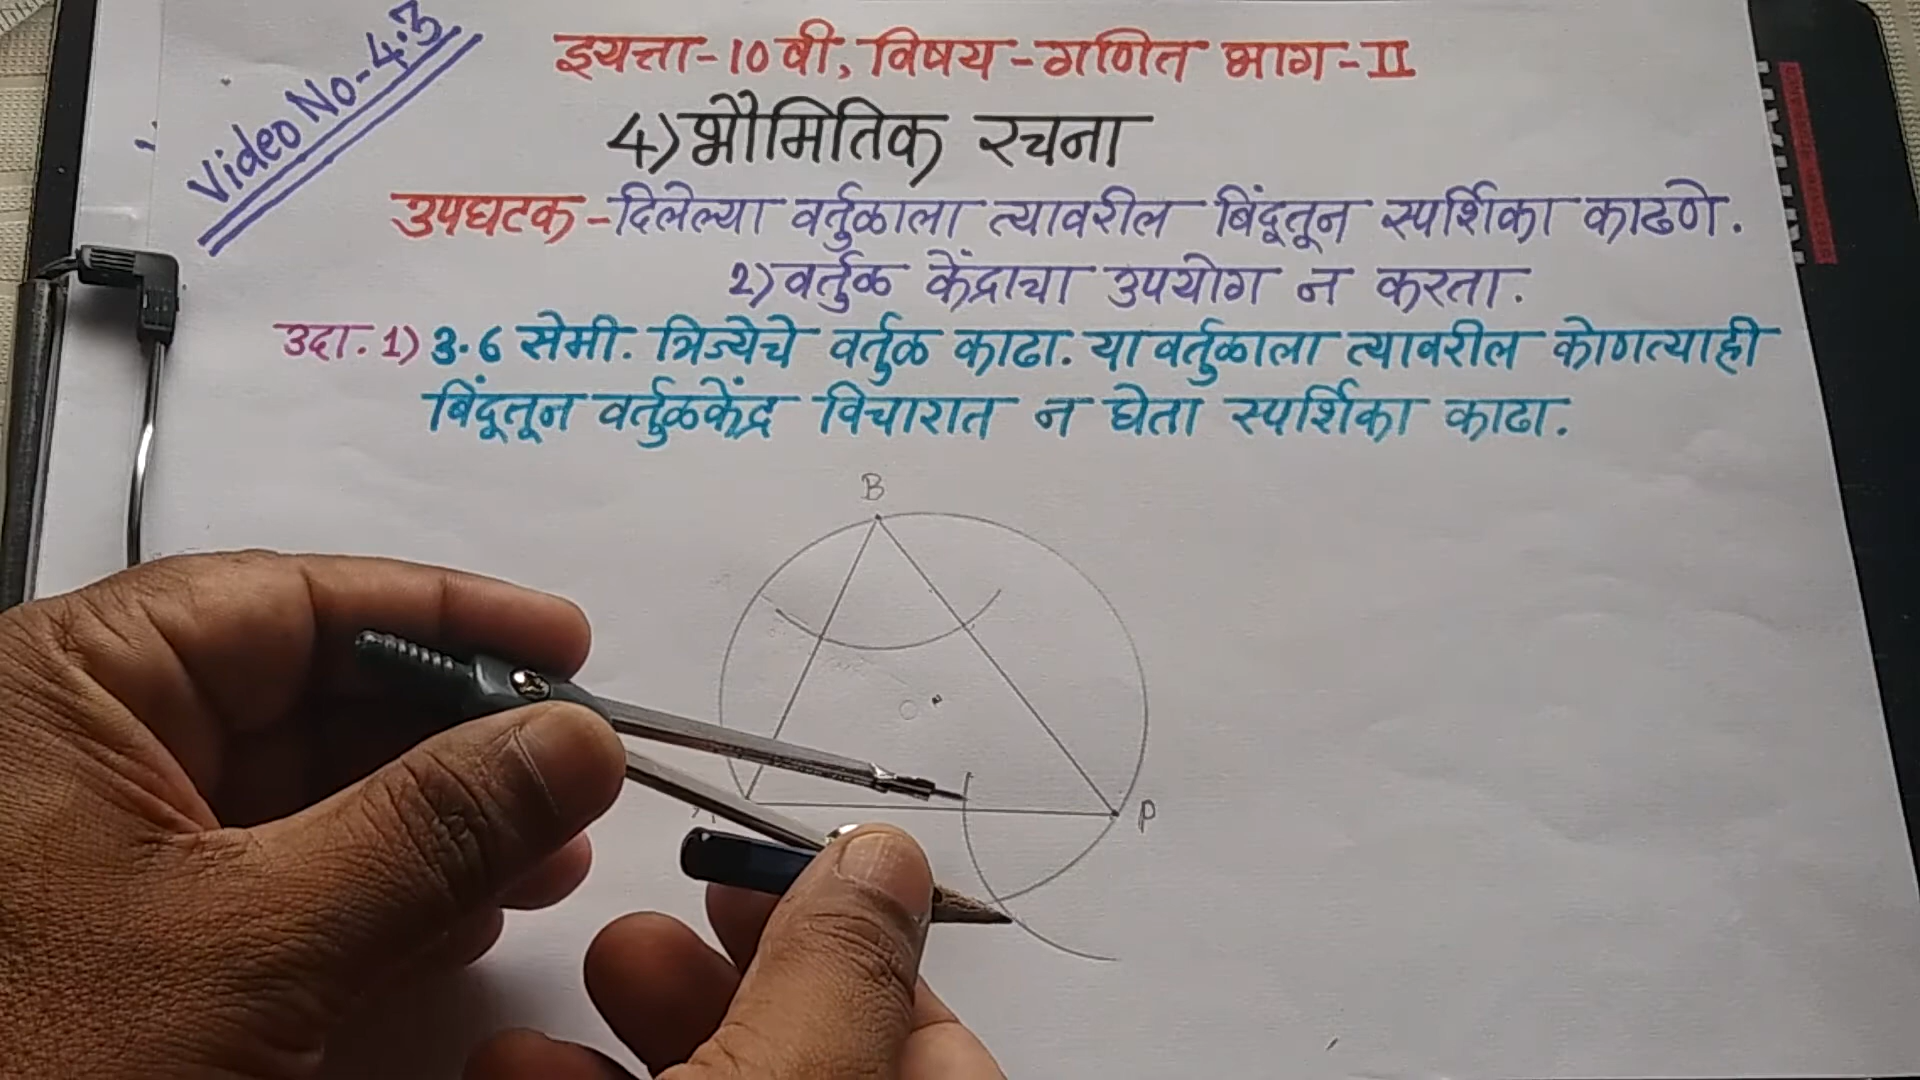 Video No-4.3
इयत्ता-10वी, विषय-गणित भाग-II
4)भौमितिक रचना
उपघटक-दिलेल्या वर्तुळाला त्यावरील बिंदूतून स्पर्शिका काढणे.
2)वर्तुळ केंद्राचा उपयोग न करता.
उदा.1) 3.6 सेमी. त्रिज्येचे वर्तुळ काढा. या वर्तुळाला त्यावरील कोणत्याही
बिंदूतून वर्तुळकेंद्र विचारात न घेता स्पर्शिका काढा.
B
O
P